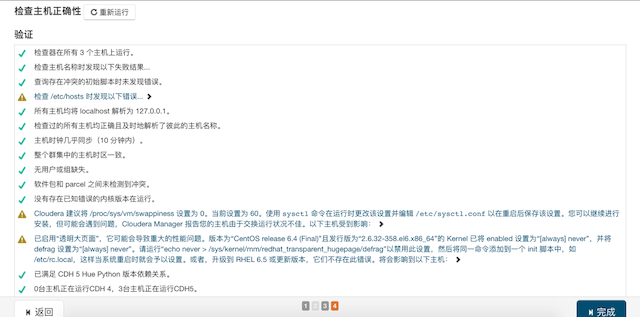 检查主机正确性 重新运行
验证
检查器在所有 3 个主机上运行。
检查主机名称时发现以下失败结果...
查询存在冲突的初始脚本时未发现错误。
检查 /etc/hosts 时发现以下错误...
所有主机均将 localhost 解析为 127.0.0.1。
检查过的所有主机均正确且及时地解析了彼此的主机名称。
主机时钟几乎同步（10 分钟内）。
整个群集中的主机时区一致。
无用户或组缺失。
软件包和 parcel 之间未检测到冲突。
没有存在已知错误的内核版本在运行。
Cloudera 建议将 /proc/sys/vm/swappiness 设置为 0。当前设置为 60。使用 sysctl 命令在运行时更改该设置并编辑 /etc/sysctl.conf 以在重启后保存该设置。您可以继续进
行安装，但可能会遇到问题，Cloudera Manager 报告您的主机由于交换运行状况不佳。以下主机受到影响：
已启用“透明大页面”，它可能会导致重大的性能问题。版本为“CentOS release 6.4 (Final)”且发行版为“2.6.32-358.el6.x86_64”的 Kernel 已将 enabled 设置为“[always] never”，并将
defrag 设置为“[always] never”。请运行“echo never > /sys/kernel/mm/redhat_transparent_hugepage/defrag”以禁用此设置，然后将同一命令添加到一个 init 脚本中，如
/etc/rc.local，这样当系统重启时就会予以设置。或者，升级到 RHEL 6.5 或更新版本，它们不存在此错误。将会影响到以下主机：
已满足 CDH 5 Hue Python 版本依赖关系。
0台主机正在运行CDH 4，3台主机正在运行CDH5。
1 2 3 4
返回 完成